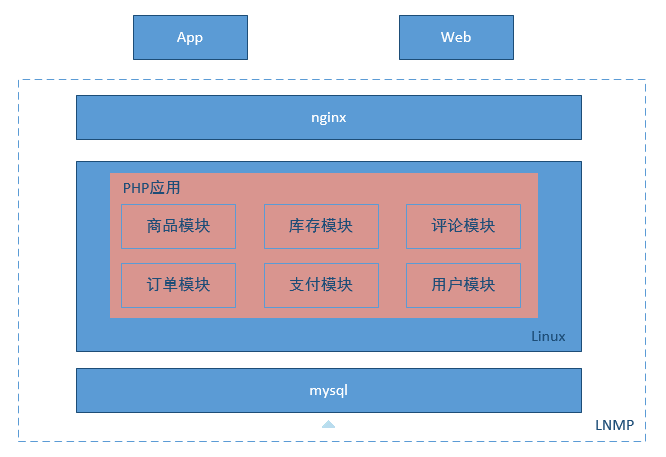 App
Web
nginx
PHP应用
商品模块
库存模块
评论模块
订单模块
支付模块
用户模块
Linux
mysql
LNMP